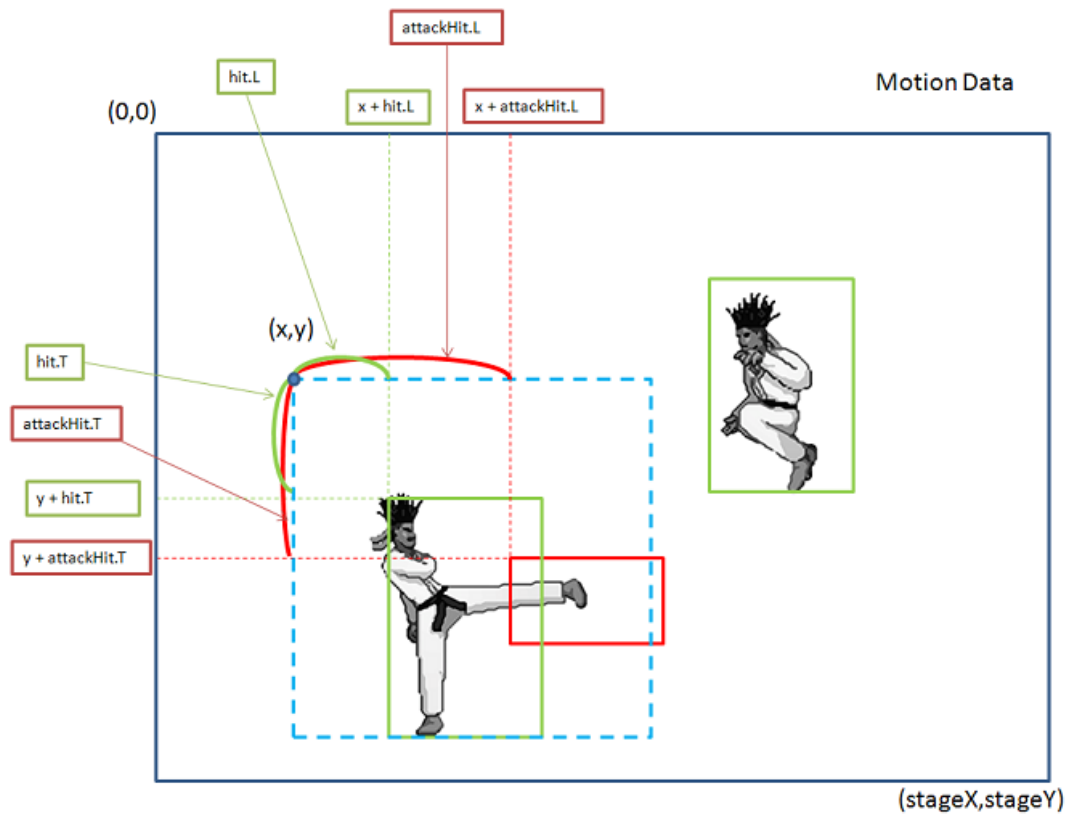 attackHit.L
hit.L
Motion Data
(0,0)
x + hit.L
x + attackHit.L
(x,y)
hit.T
attackHit.T
y + hit.T
y + attackHit.T
(stageX,stageY)